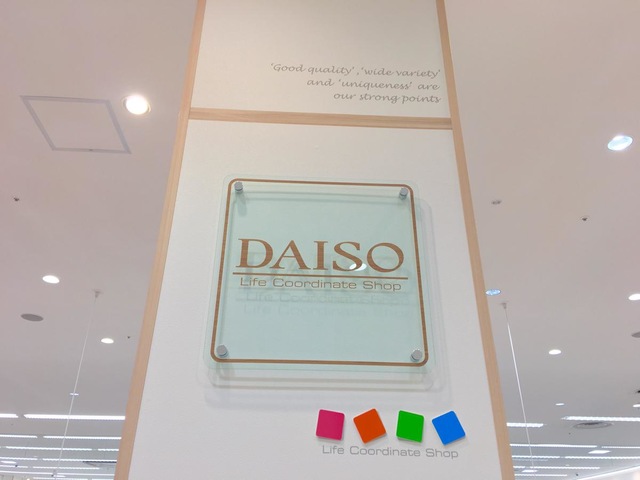 'Good quality', 'wide variety'
and 'uniqueness' are
our strong points
DAISO
Life Coordinate Shop
Life Coordinate Shop